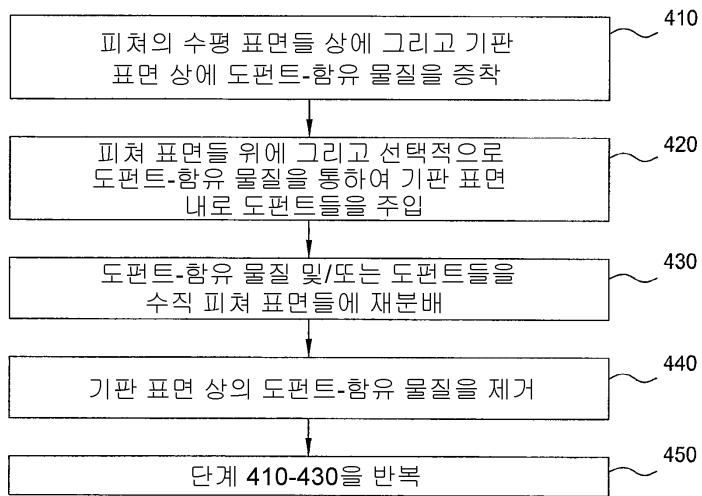 410
피쳐의 수평 표면들 상에 그리고 기판
표면 상에 도펀트-함유 물질을 증착
420
피쳐 표면들 위에 그리고 선택적으로
도펀트-함유 물질을 통하여 기판 표면
내로 도펀트들을 주입
430
도펀트-함유 물질 및/또는 도펀트들을
수직 피쳐 표면들에 재분배
440
기판 표면 상의 도펀트-함유 물질을 제거
450
단계 410-430을 반복